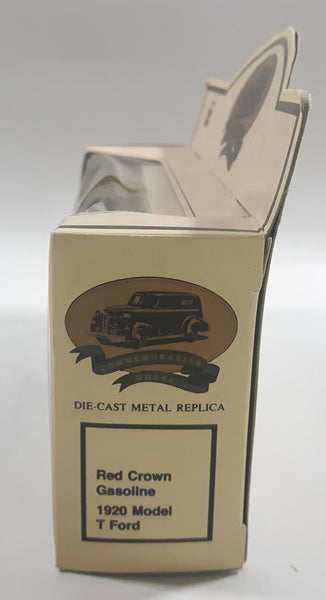 COMMEMORATIVE
MODEL
DIE-CAST METAL REPLICA
Red Crown
Gasoline
1920 Model
T Ford